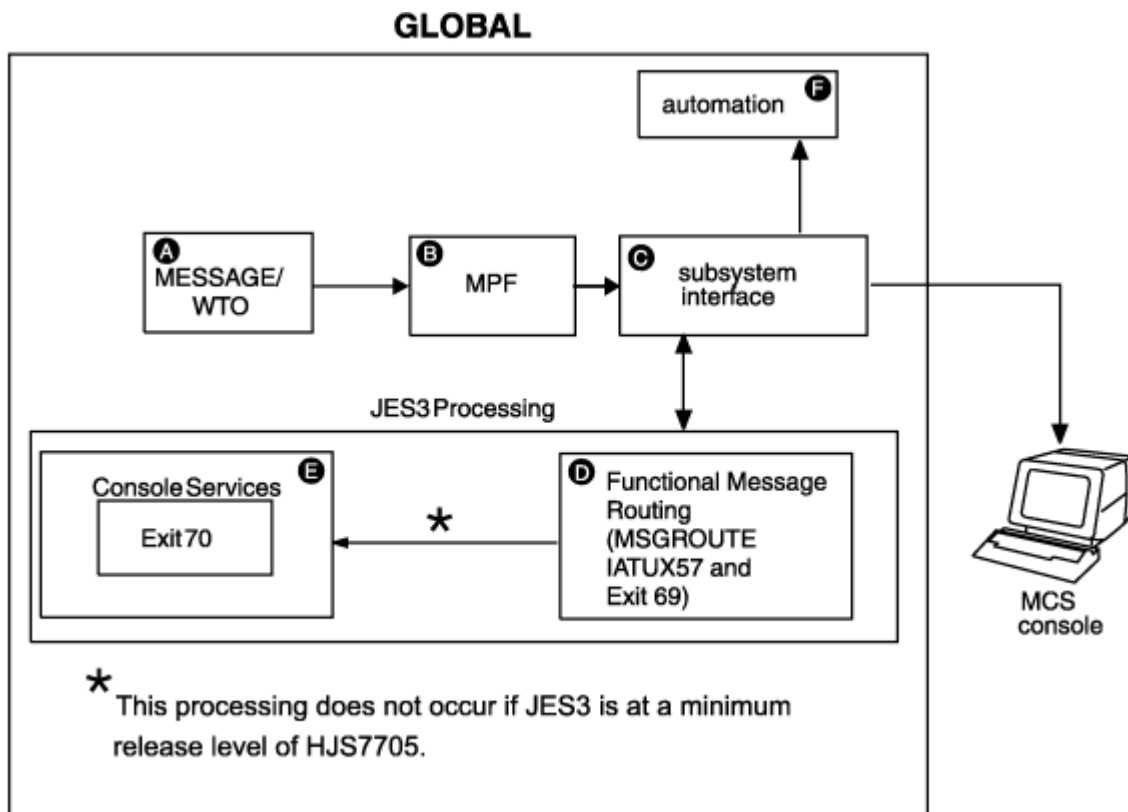 GLOBAL
F
automation
A
MESSAGE/
WTO
B
MPF
C
subsystem
interface
JES3 Processing
E
Console Services
Exit 70
*
D
Functional Message
Routing
(MSGROUTE
IATUX57 and
Exit 69)
MCS
console
* This processing does not occur if JES3 is at a minimum
release level of HJS7705.